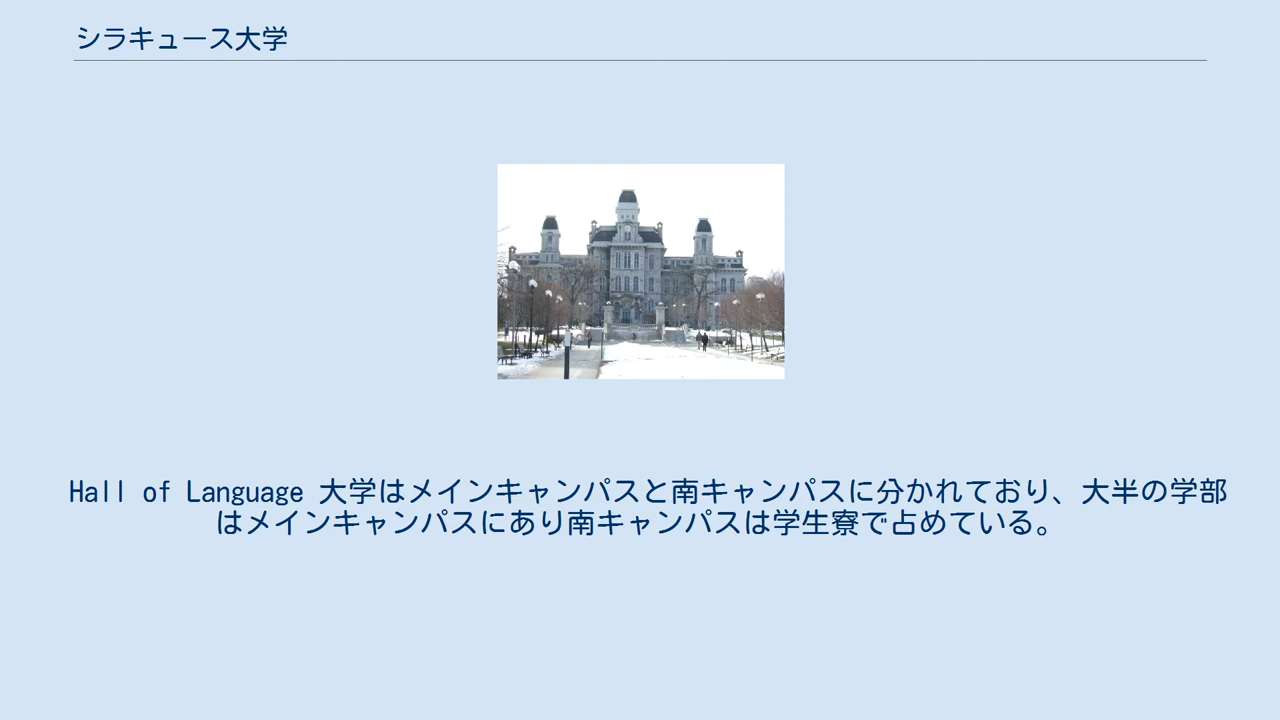 シラキュース大学
Hall of Language 大学はメインキャンパスと南キャンパスに分かれており、大半の学部
はメインキャンパスにあり南キャンパスは学生寮で占めている。